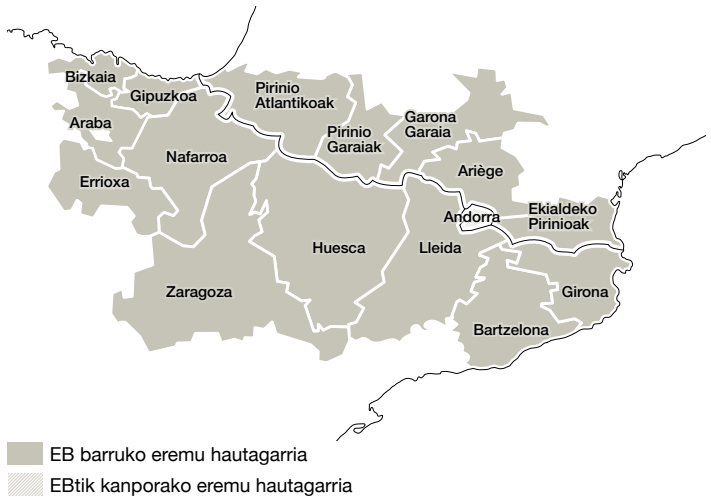 Bizkaia
Gipuzkoa
Araba
Nafarroa
Errioxa
Pirinio
Atlantikoak
Pirinio
Garaiak
Garona
Garaia
Ariège
Andorra
Ekialdeko
Pirinioak
Huesca
Lleida
Zaragoza
Girona
Bartzelona
EB barruko eremu hautagarria
EBtik kanporako eremu hautagarria